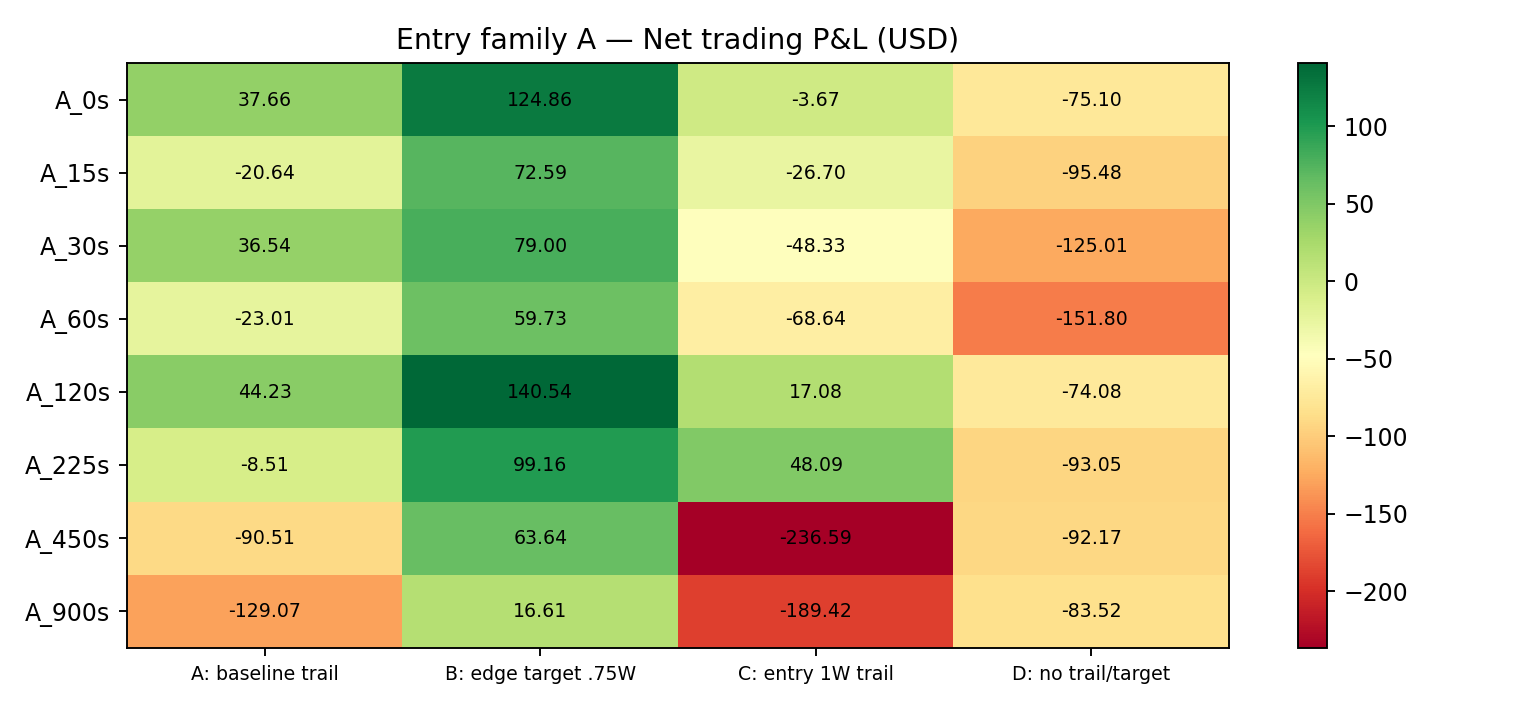 Entry family A — Net trading P&L (USD)
A_0s 37.66 124.86 -3.67 -75.10
A_15s -20.64 72.59 -26.70 -95.48
A_30s 36.54 79.00 -48.33 -125.01
A_60s -23.01 59.73 -68.64 -151.80
A_120s 44.23 140.54 17.08 -74.08
A_225s -8.51 99.16 48.09 -93.05
A_450s -90.51 63.64 -236.59 -92.17
A_900s -129.07 16.61 -189.42 -83.52
A: baseline trail B: edge target .75W C: entry 1W trail D: no trail/target
100
50
0
−50
−100
−150
−200